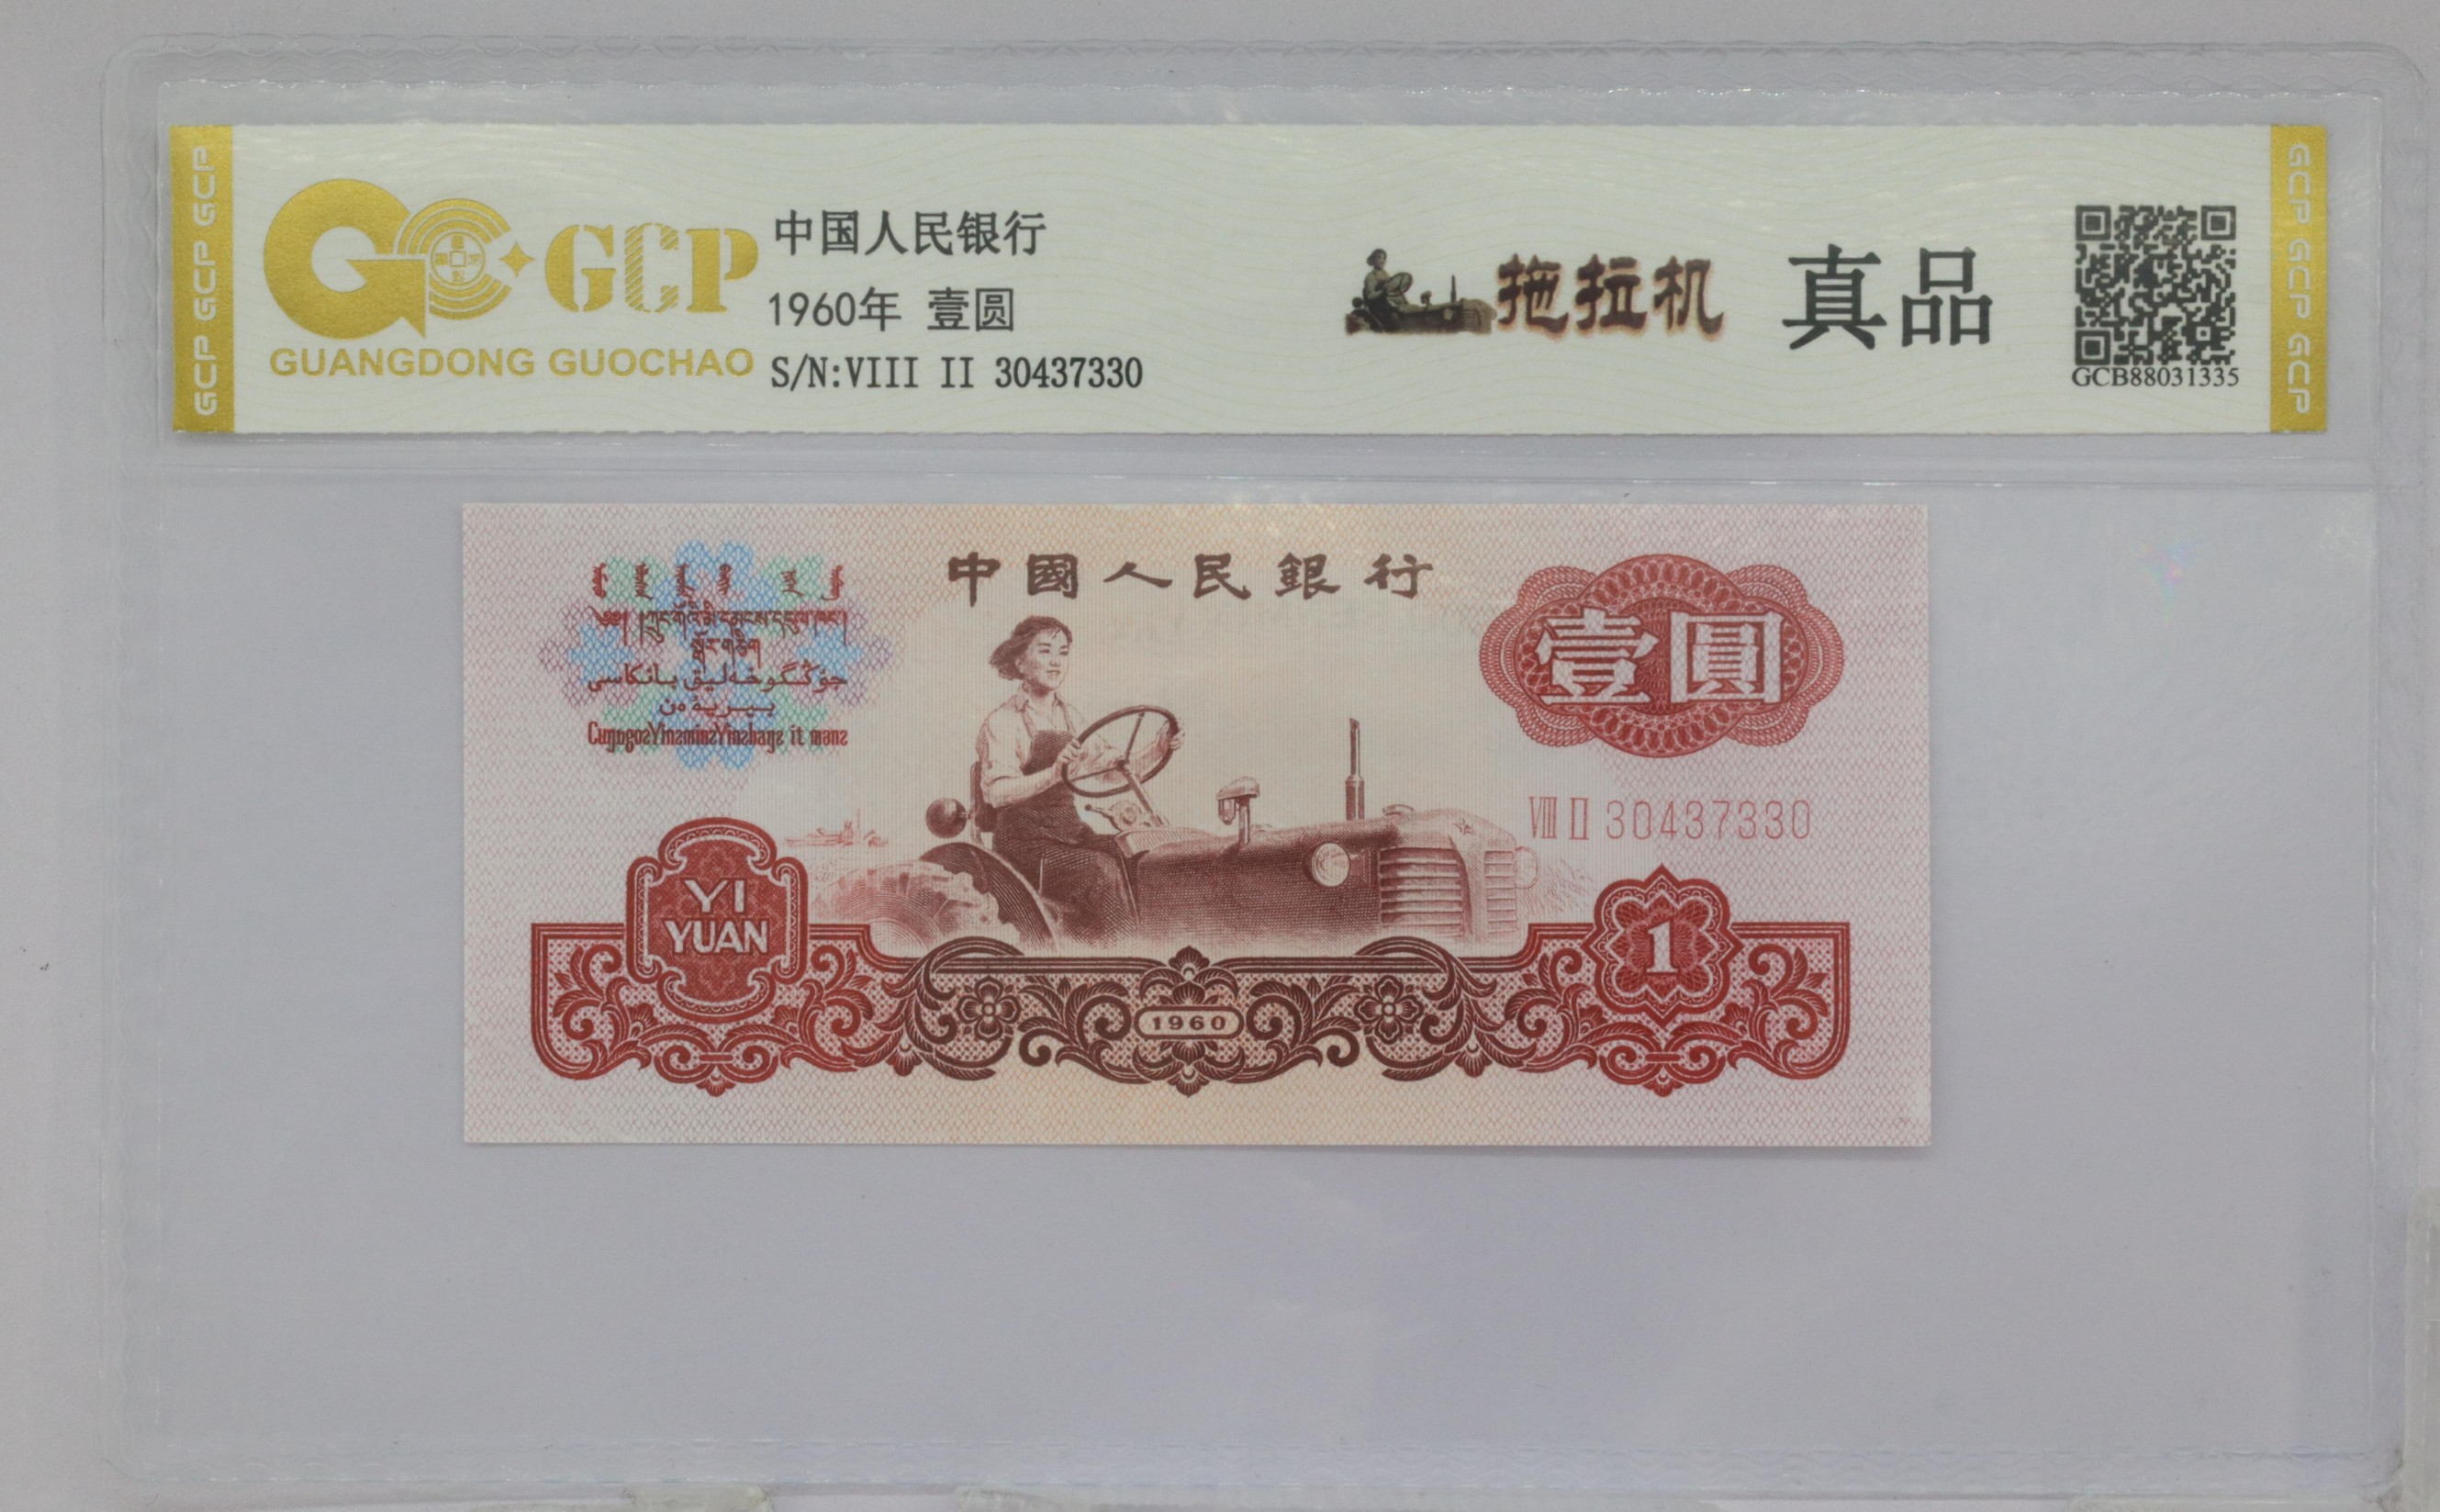 GCP GCP GCP
GCP
GUANGDONG GUOCHAO
中国人民银行
1960年 壹圆
S/N:VIII II 30437330
拖拉机
真品
GCB88031335
GCP GCP GCP
中國人民銀行
壹圓
VIII II 30437330
YI
YUAN
1
1960